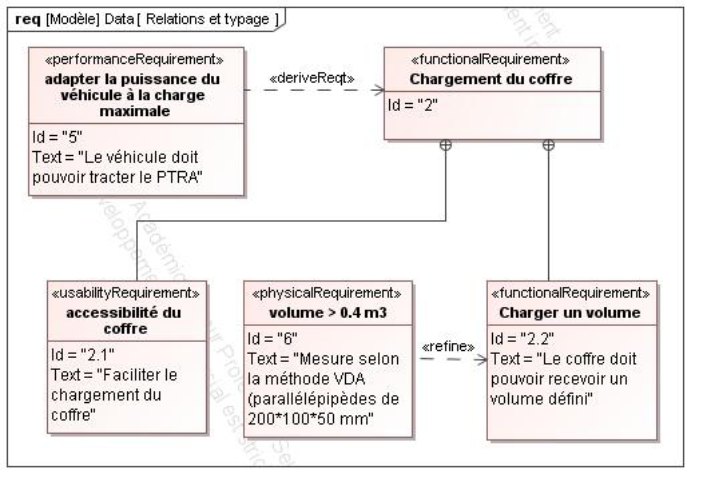 req [Modèle] Data [ Relations et typage ]
«performanceRequirement»
adapter la puissance du
véhicule à la charge
maximale
Id = "5"
Text = "Le véhicule doit
pouvoir tracter le PTRA"
«deriveReqt»
«functionalRequirement»
Chargement du coffre
Id = "2"
«usabilityRequirement»
accessibilité du
coffre
Id = "2.1"
Text = "Faciliter le
chargement du
coffre"
«physicalRequirement»
volume > 0.4 m3
Id = "6"
Text = "Mesure selon
la méthode VDA
(parallélépipèdes de
200*100*50 mm"
«refine»
«functionalRequirement»
Charger un volume
Id = "2.2"
Text = "Le coffre doit
pouvoir recevoir un
volume défini"